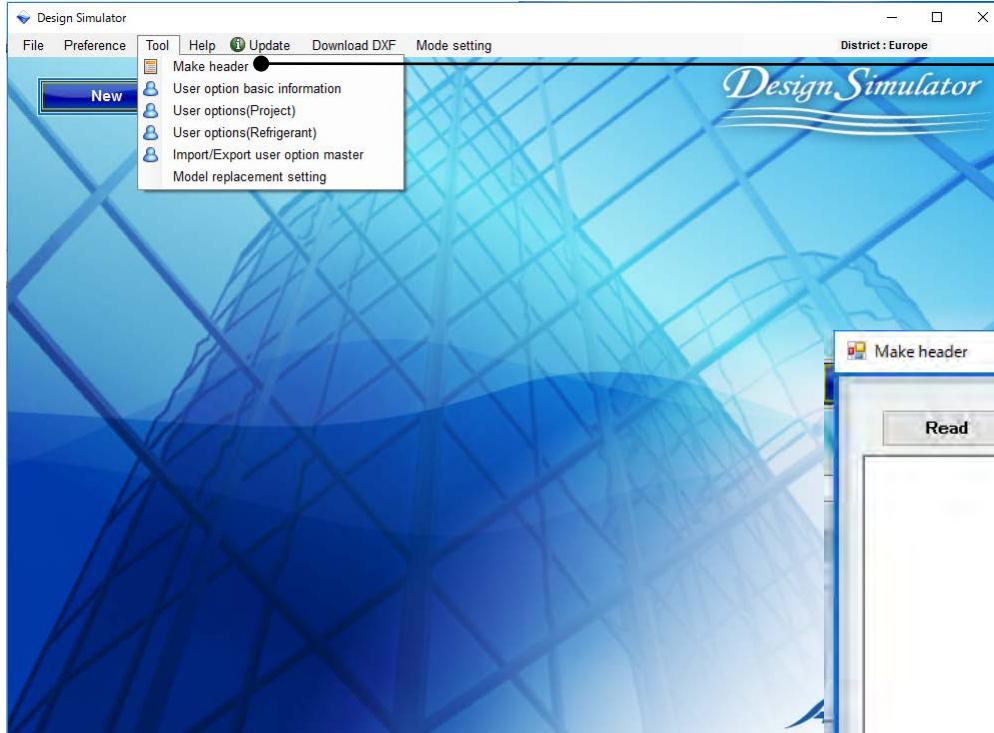 Design Simulator
File Preference Tool Help Update Download DXF Mode setting District : Europe
Make header
User option basic information
User options(Project)
User options(Refrigerant)
Import/Export user option master
Model replacement setting
New
Design Simulator
Make header
Read